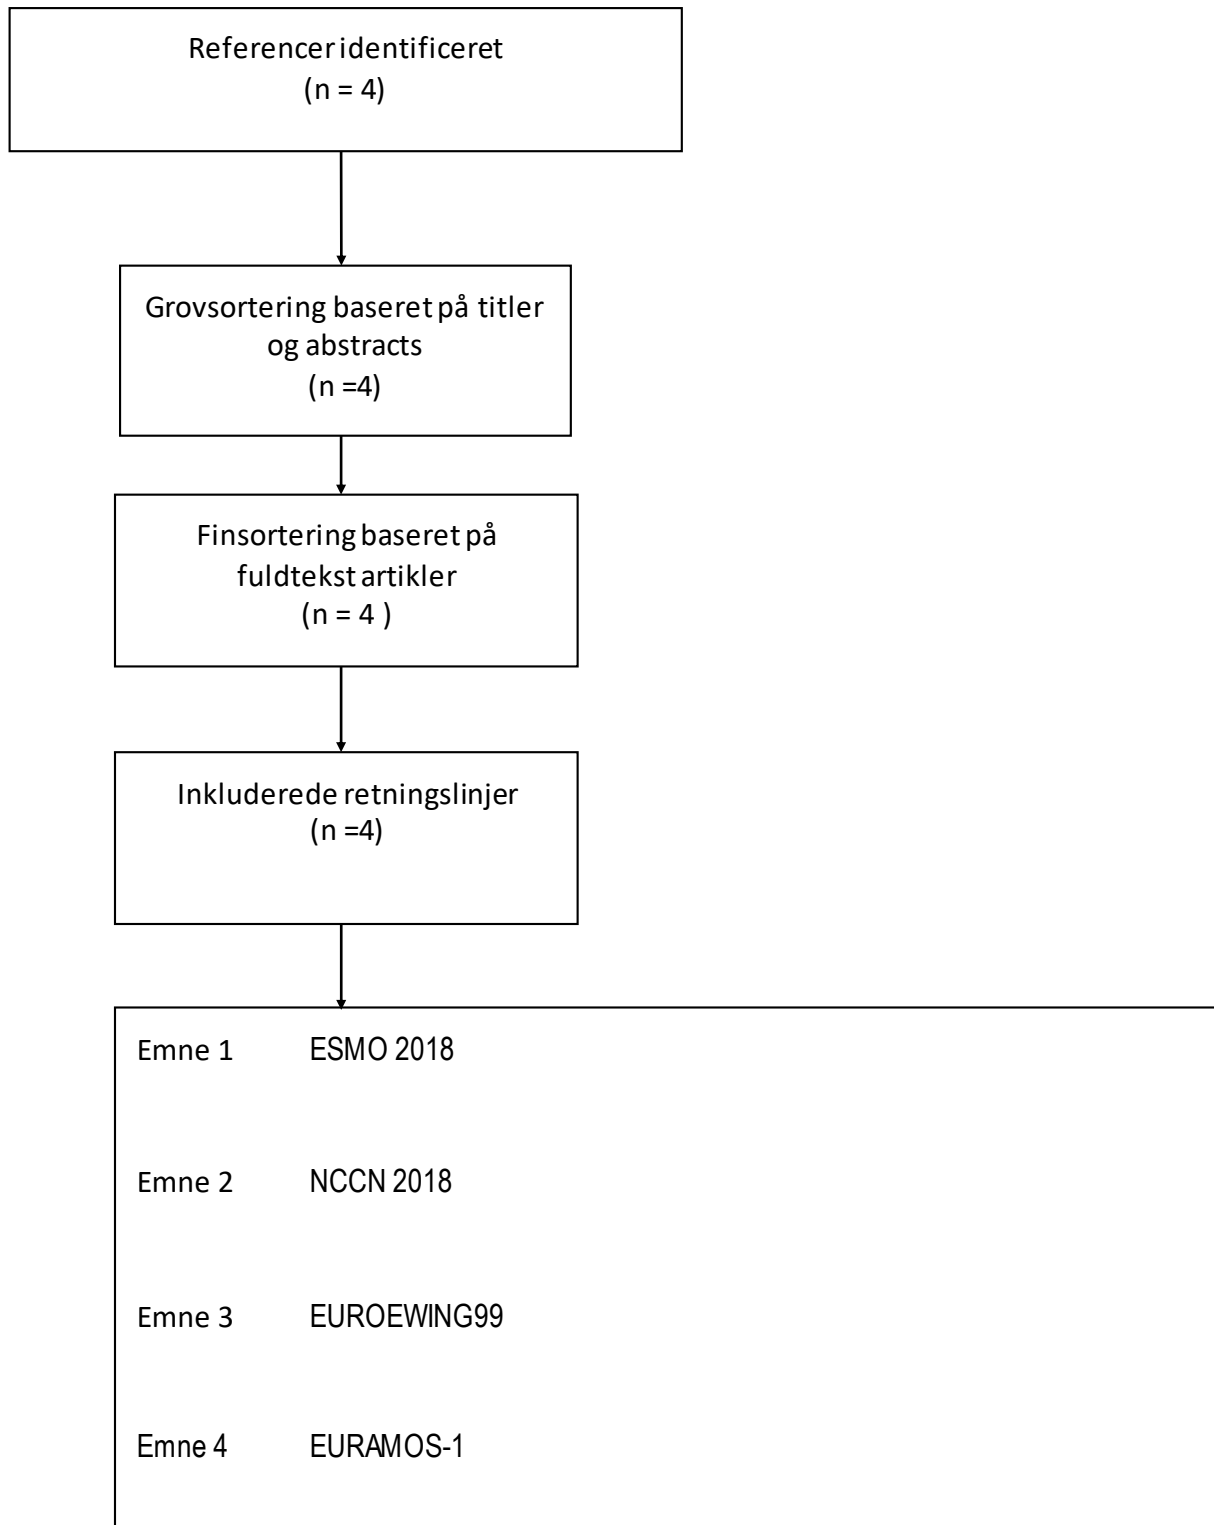 Referencer identificeret
(n = 4)
Grovsortering baseret på titler
og abstracts
(n =4)
Finsortering baseret på
fuldtekst artikler
(n = 4 )
Inkluderede retningslinjer
(n =4)
Emne 1 ESMO 2018
Emne 2 NCCN 2018
Emne 3 EUROEWING99
Emne 4 EURAMOS-1